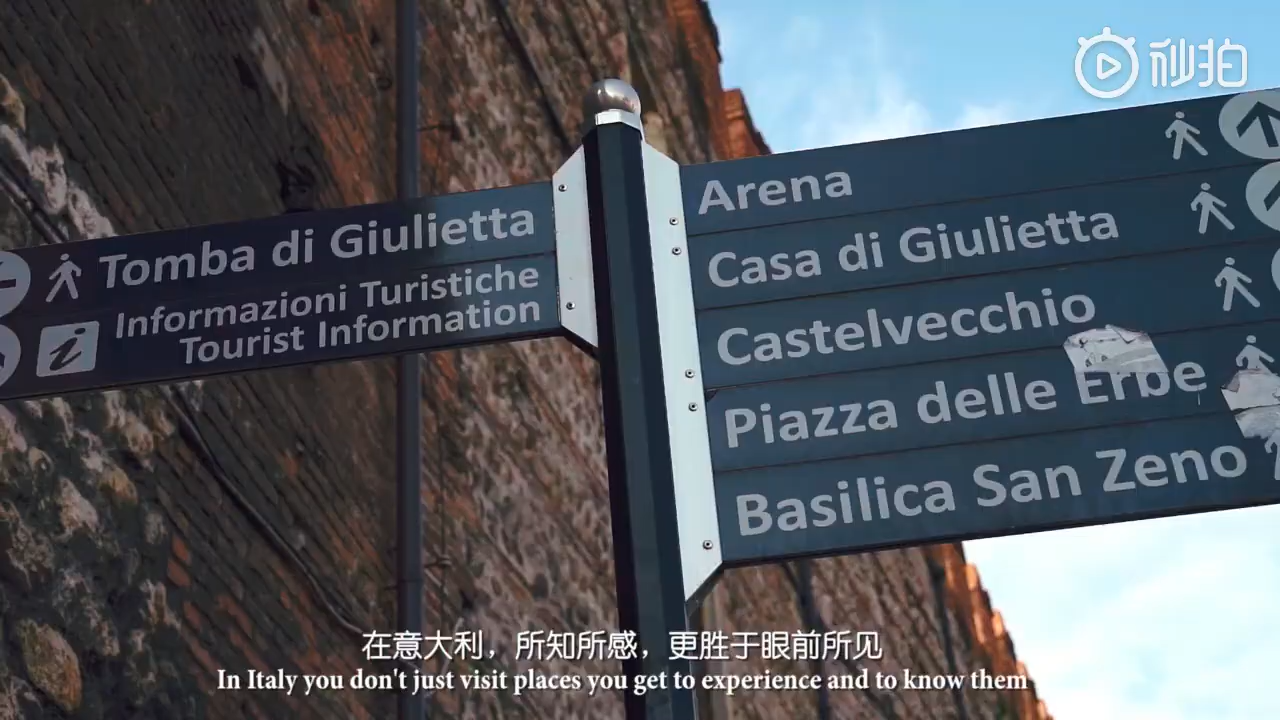 秒拍
Tomba di Giulietta
Informazioni Turistiche
Tourist Information
Arena
Casa di Giulietta
Castelvecchio
Piazza delle Erbe
Basilica San Zeno
在意大利，所知所感，更胜于眼前所见
In Italy you don't just visit places you get to experience and to know them